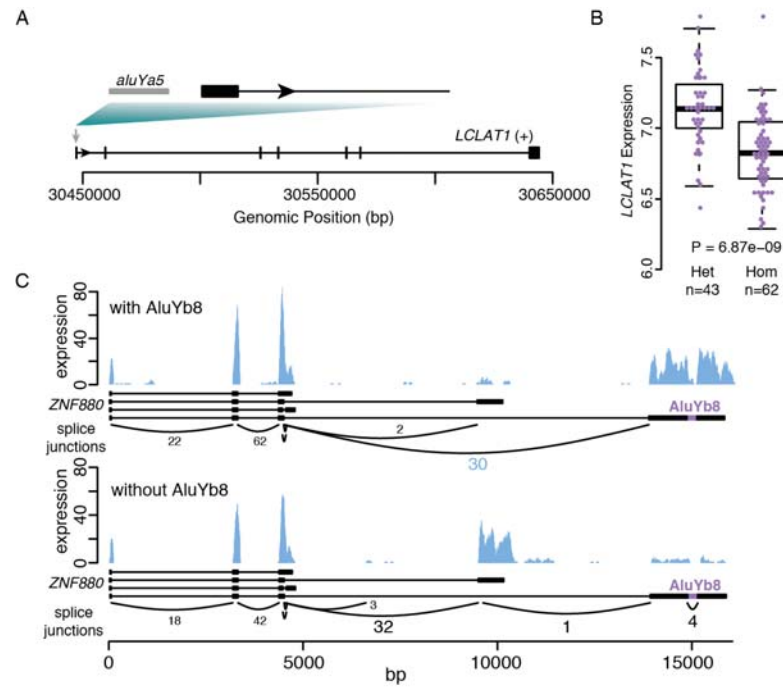 A
aluYa5
LCLAT1 (+)
30450000 30550000 30650000
Genomic Position (bp)
B
LCLAT1 Expression
7.5
7.0
6.5
6.0
P = 6.87e−09
Het Hom
n=43 n=62
C
expression
80
40
0
with AluYb8
ZNF880
AluYb8
splice junctions
22 62 2
30
expression
80
40
0
without AluYb8
ZNF880
AluYb8
splice junctions
18 42 3 32 1 4
0 5000 10000 15000
bp